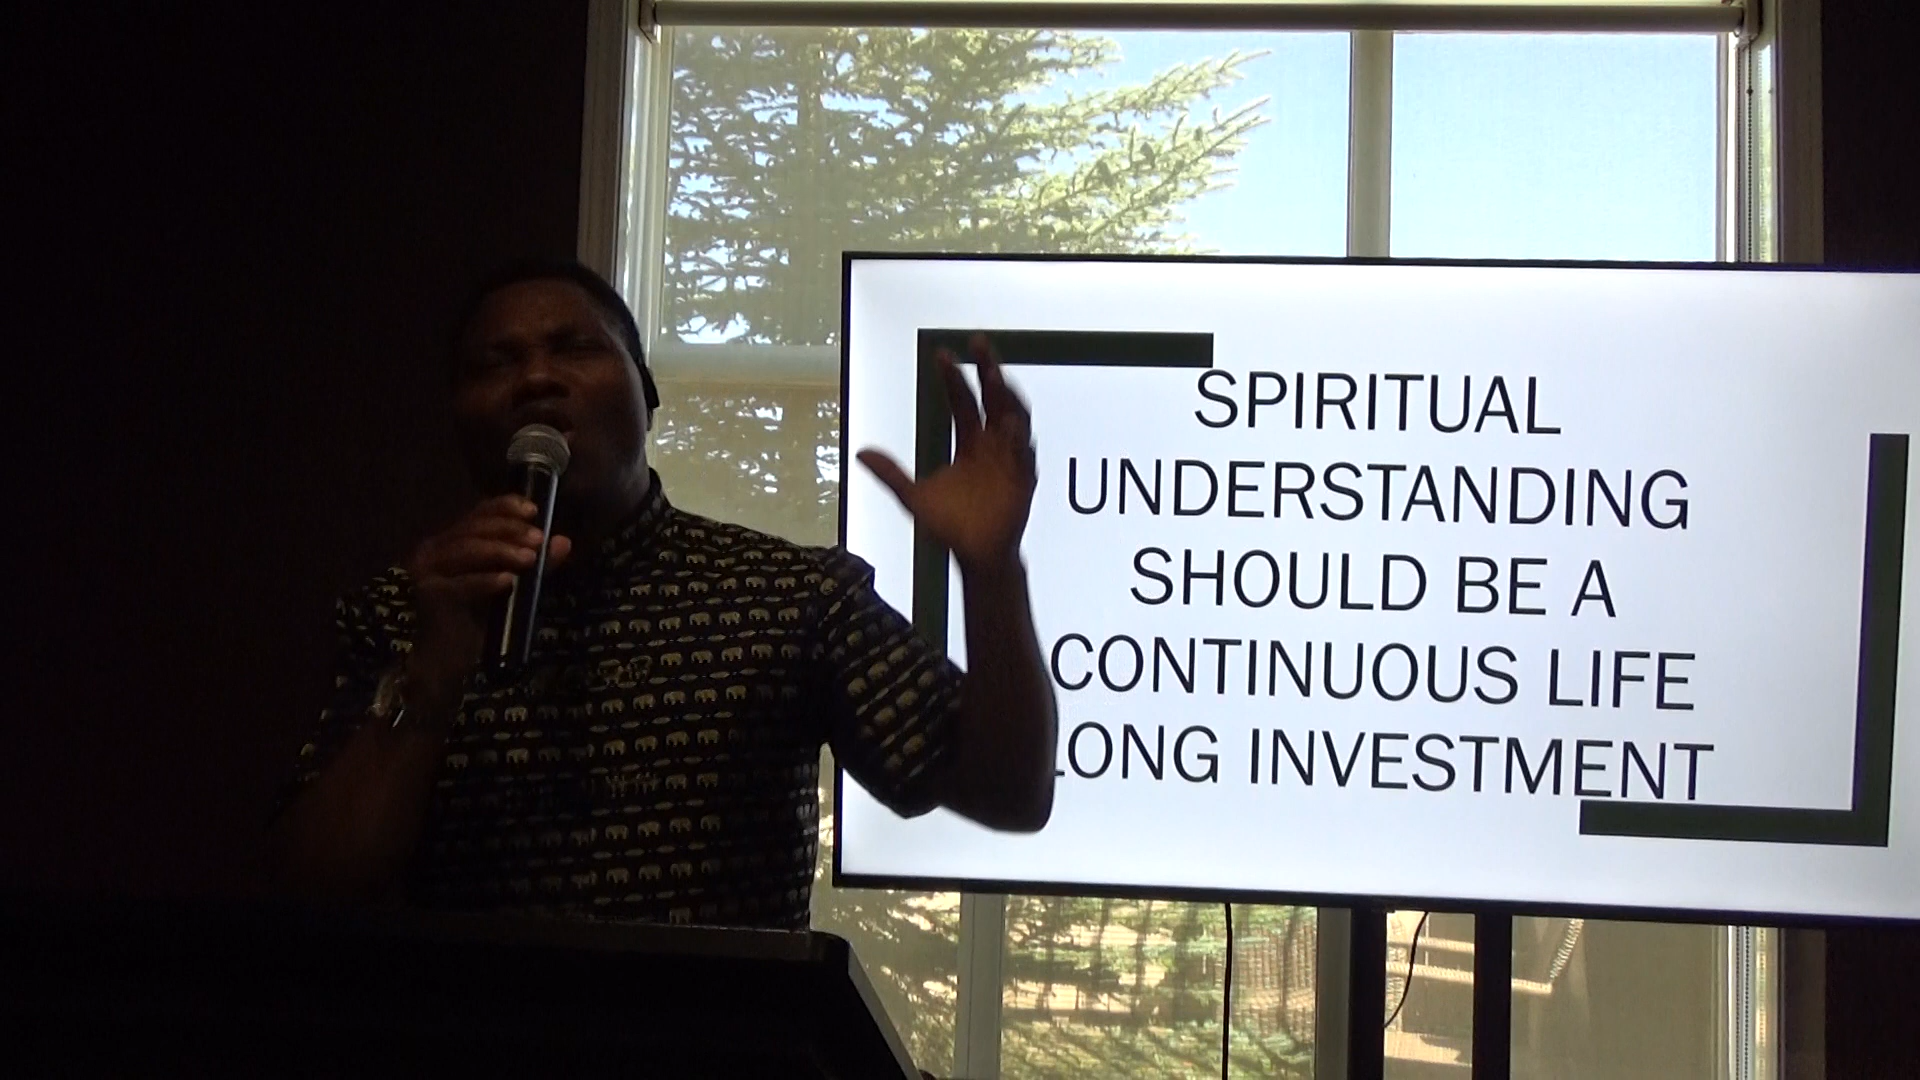 SPIRITUAL
UNDERSTANDING
SHOULD BE A
CONTINUOUS LIFE
LONG INVESTMENT